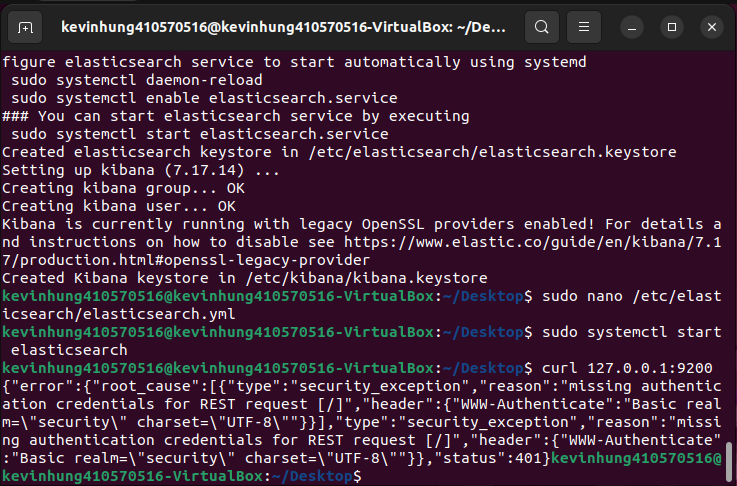 kevinhung410570516@kevinhung410570516-VirtualBox: ~/De...
figure elasticsearch service to start automatically using systemd
 sudo systemctl daemon-reload
 sudo systemctl enable elasticsearch.service
### You can start elasticsearch service by executing
 sudo systemctl start elasticsearch.service
Created elasticsearch keystore in /etc/elasticsearch/elasticsearch.keystore
Setting up kibana (7.17.14) ...
Creating kibana group... OK
Creating kibana user... OK
Kibana is currently running with legacy OpenSSL providers enabled! For details a
nd instructions on how to disable see https://www.elastic.co/guide/en/kibana/7.1
7/production.html#openssl-legacy-provider
Created Kibana keystore in /etc/kibana/kibana.keystore
kevinhung410570516@kevinhung410570516-VirtualBox:~/Desktop$ sudo nano /etc/elast
icsearch/elasticsearch.yml
kevinhung410570516@kevinhung410570516-VirtualBox:~/Desktop$ sudo systemctl start
 elasticsearch
kevinhung410570516@kevinhung410570516-VirtualBox:~/Desktop$ curl 127.0.0.1:9200
{"error":{"root_cause":[{"type":"security_exception","reason":"missing authentic
ation credentials for REST request [/]","header":{"WWW-Authenticate":"Basic real
m=\"security\" charset=\"UTF-8\""}}],"type":"security_exception","reason":"missi
ng authentication credentials for REST request [/]","header":{"WWW-Authenticate"
:"Basic realm=\"security\" charset=\"UTF-8\""}},"status":401}kevinhung410570516@
kevinhung410570516-VirtualBox:~/Desktop$